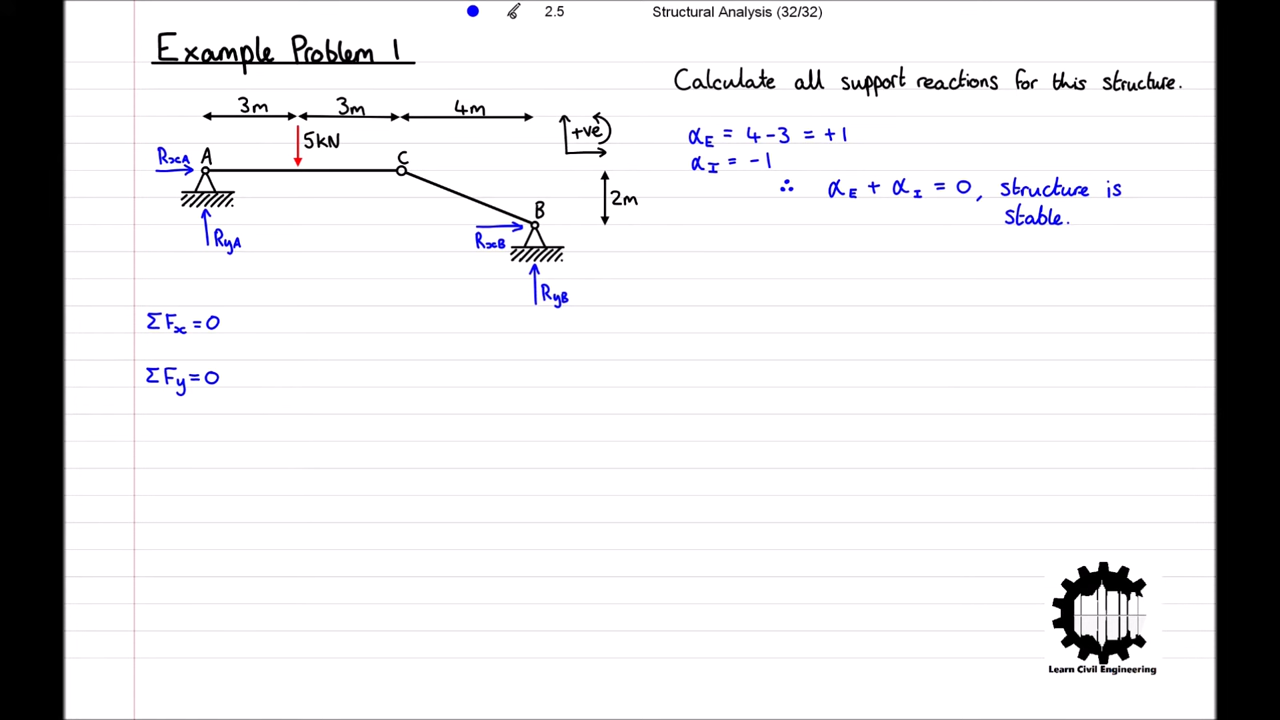 2.5 Structural Analysis (32/32)
Example Problem 1
Calculate all support reactions for this structure.
3m 3m 4m
+ve
5kN
RxA A C
2m
B
RyA
RxB
RyB
αE = 4-3 = +1
αI = -1
∴ αE + αI = 0, structure is
stable.
ΣFx = 0
ΣFy = 0
Learn Civil Engineering